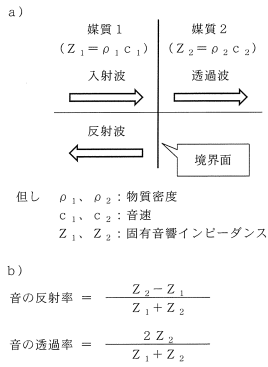 a)
媒質1 媒質2
(Z₁=ρ₁c₁) (Z₂=ρ₂c₂)
入射波 透過波
反射波
境界面
但し ρ₁、ρ₂:物質密度
c₁、c₂:音速
Z₁、Z₂:固有音響インピーダンス
b)
音の反射率 = Z₂-Z₁ / Z₁+Z₂
音の透過率 = 2Z₂ / Z₁+Z₂